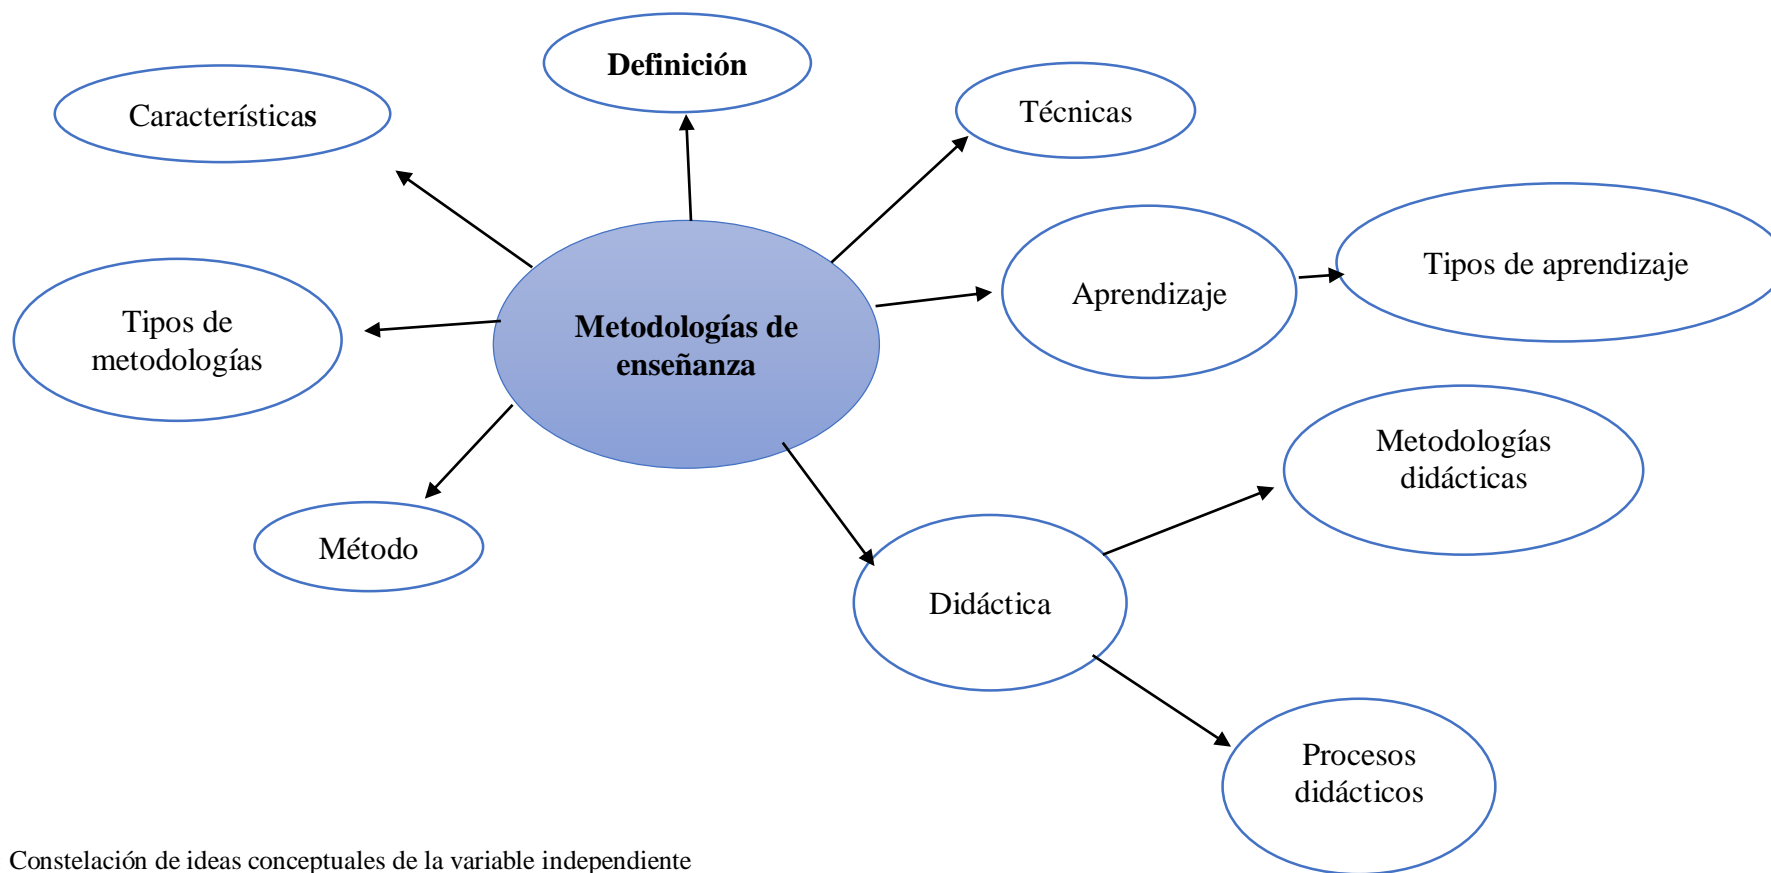 Definición
Características
Técnicas
Tipos de aprendizaje
Aprendizaje
Tipos de
metodologías
Metodologías de
enseñanza
Metodologías
didácticas
Método
Didáctica
Procesos
didácticos
Constelación de ideas conceptuales de la variable independiente